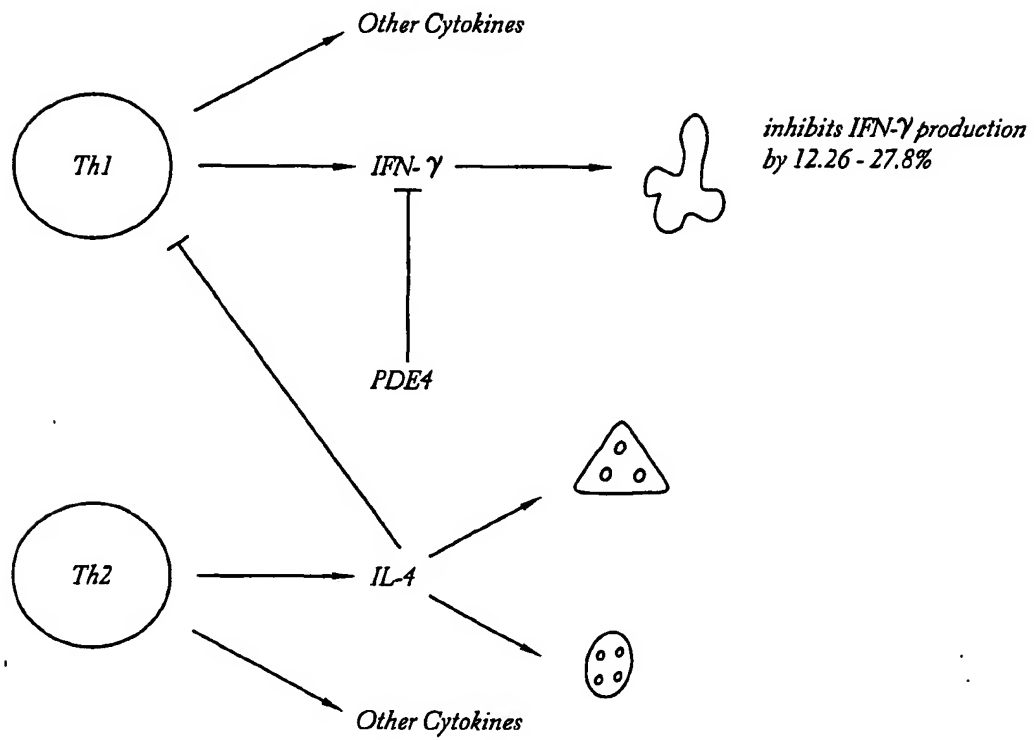 Other Cytokines
Th1
IFN-γ
inhibits IFN-γ production
by 12.26 - 27.8%
PDE4
Th2
IL-4
Other Cytokines